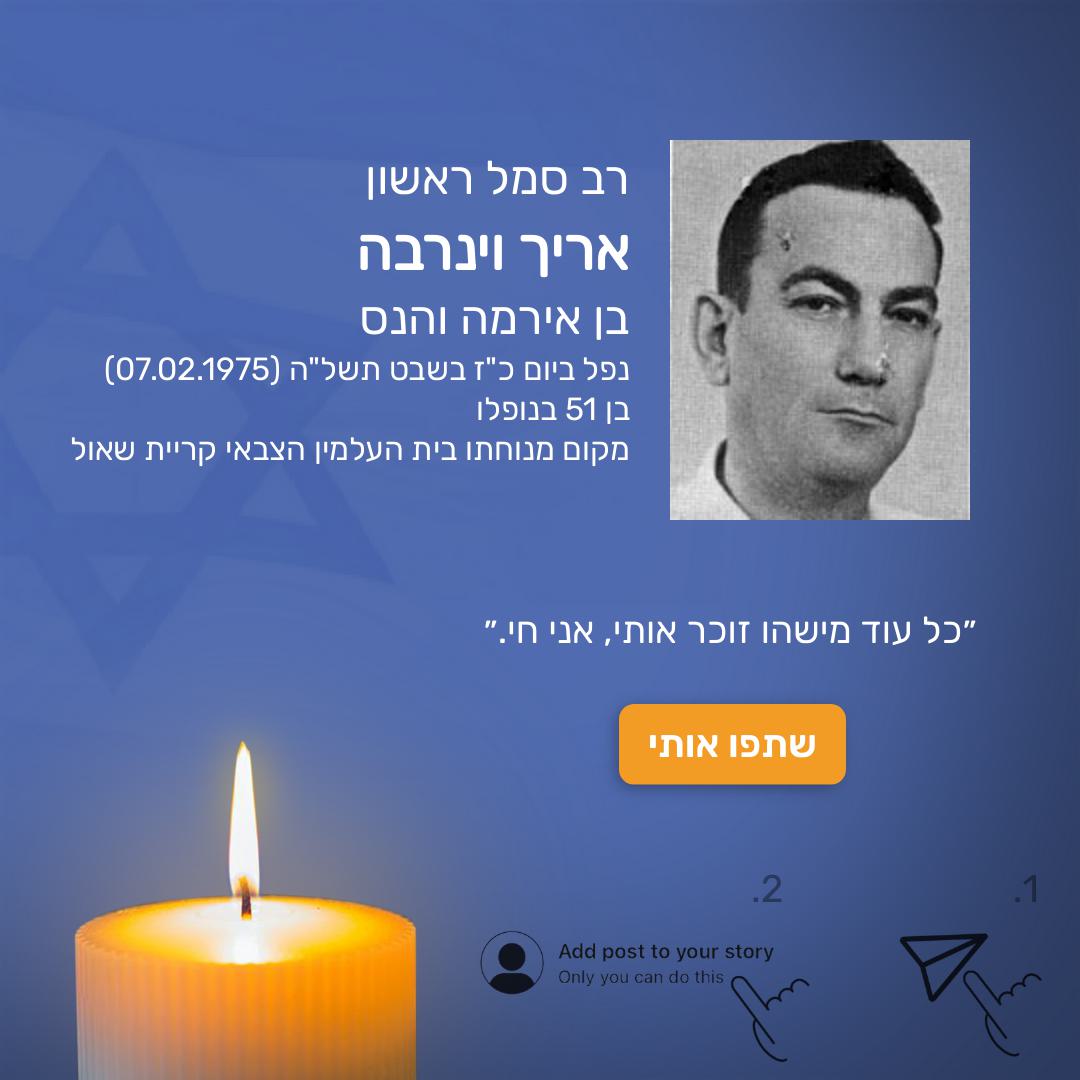 רב סמל ראשון
אריך וינרבה
בן אירמה והנס
נפל ביום כ"ז בשבט תשל"ה (07.02.1975)
בן 51 בנופלו
מקום מנוחתו בית העלמין הצבאי קריית שאול
״כל עוד מישהו זוכר אותי, אני חי.״
שתפו אותי
1.
2.
Add post to your story
Only you can do this